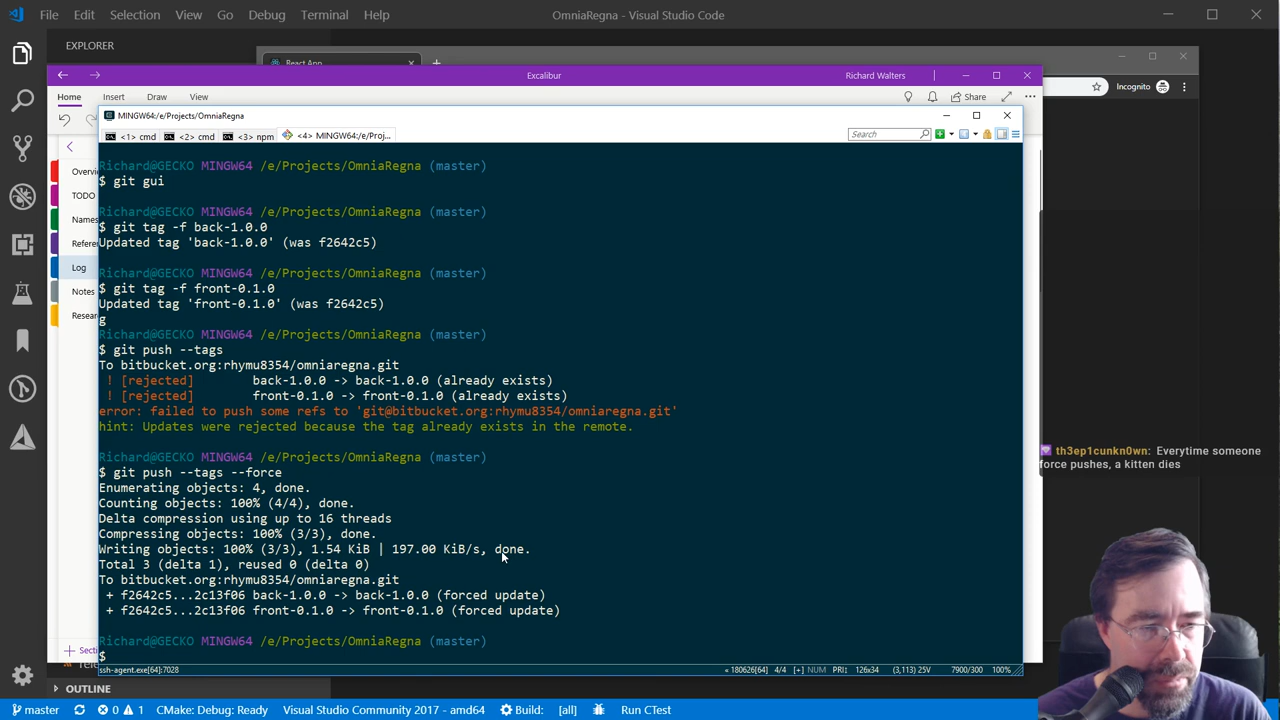 File Edit Selection View Go Debug Terminal Help
OmniaRegna - Visual Studio Code
EXPLORER
React App
Excalibur
Richard Walters
Home Insert Draw View
Share
Incognito
MINGW64:/e/Projects/OmniaRegna
<1> cmd <2> cmd <3> npm <4> MINGW64:/e/Proj...
Search
Overvi
TODO
Names
Refere
Log
Notes
Resear
Richard@GECKO MINGW64 /e/Projects/OmniaRegna (master)
$ git gui
Richard@GECKO MINGW64 /e/Projects/OmniaRegna (master)
$ git tag -f back-1.0.0
Updated tag 'back-1.0.0' (was f2642c5)
Richard@GECKO MINGW64 /e/Projects/OmniaRegna (master)
$ git tag -f front-0.1.0
Updated tag 'front-0.1.0' (was f2642c5)
g
Richard@GECKO MINGW64 /e/Projects/OmniaRegna (master)
$ git push --tags
To bitbucket.org:rhymu8354/omniaregna.git
! [rejected] back-1.0.0 -> back-1.0.0 (already exists)
! [rejected] front-0.1.0 -> front-0.1.0 (already exists)
error: failed to push some refs to 'git@bitbucket.org:rhymu8354/omniaregna.git'
hint: Updates were rejected because the tag already exists in the remote.
Richard@GECKO MINGW64 /e/Projects/OmniaRegna (master)
$ git push --tags --force
Enumerating objects: 4, done.
Counting objects: 100% (4/4), done.
Delta compression using up to 16 threads
Compressing objects: 100% (3/3), done.
Writing objects: 100% (3/3), 1.54 KiB | 197.00 KiB/s, done.
Total 3 (delta 1), reused 0 (delta 0)
To bitbucket.org:rhymu8354/omniaregna.git
+ f2642c5...2c13f06 back-1.0.0 -> back-1.0.0 (forced update)
+ f2642c5...2c13f06 front-0.1.0 -> front-0.1.0 (forced update)
Richard@GECKO MINGW64 /e/Projects/OmniaRegna (master)
$
th3ep1cunkn0wn: Everytime someone
force pushes, a kitten dies
Secti
ssh-agent.exe[64]:7028
« 180626[64] 4/4 [+] NUM PRI: 126x34 (3,113) 25V 7900/300 100%
OUTLINE
master 0 1 CMake: Debug: Ready Visual Studio Community 2017 - amd64 Build: [all] Run CTest